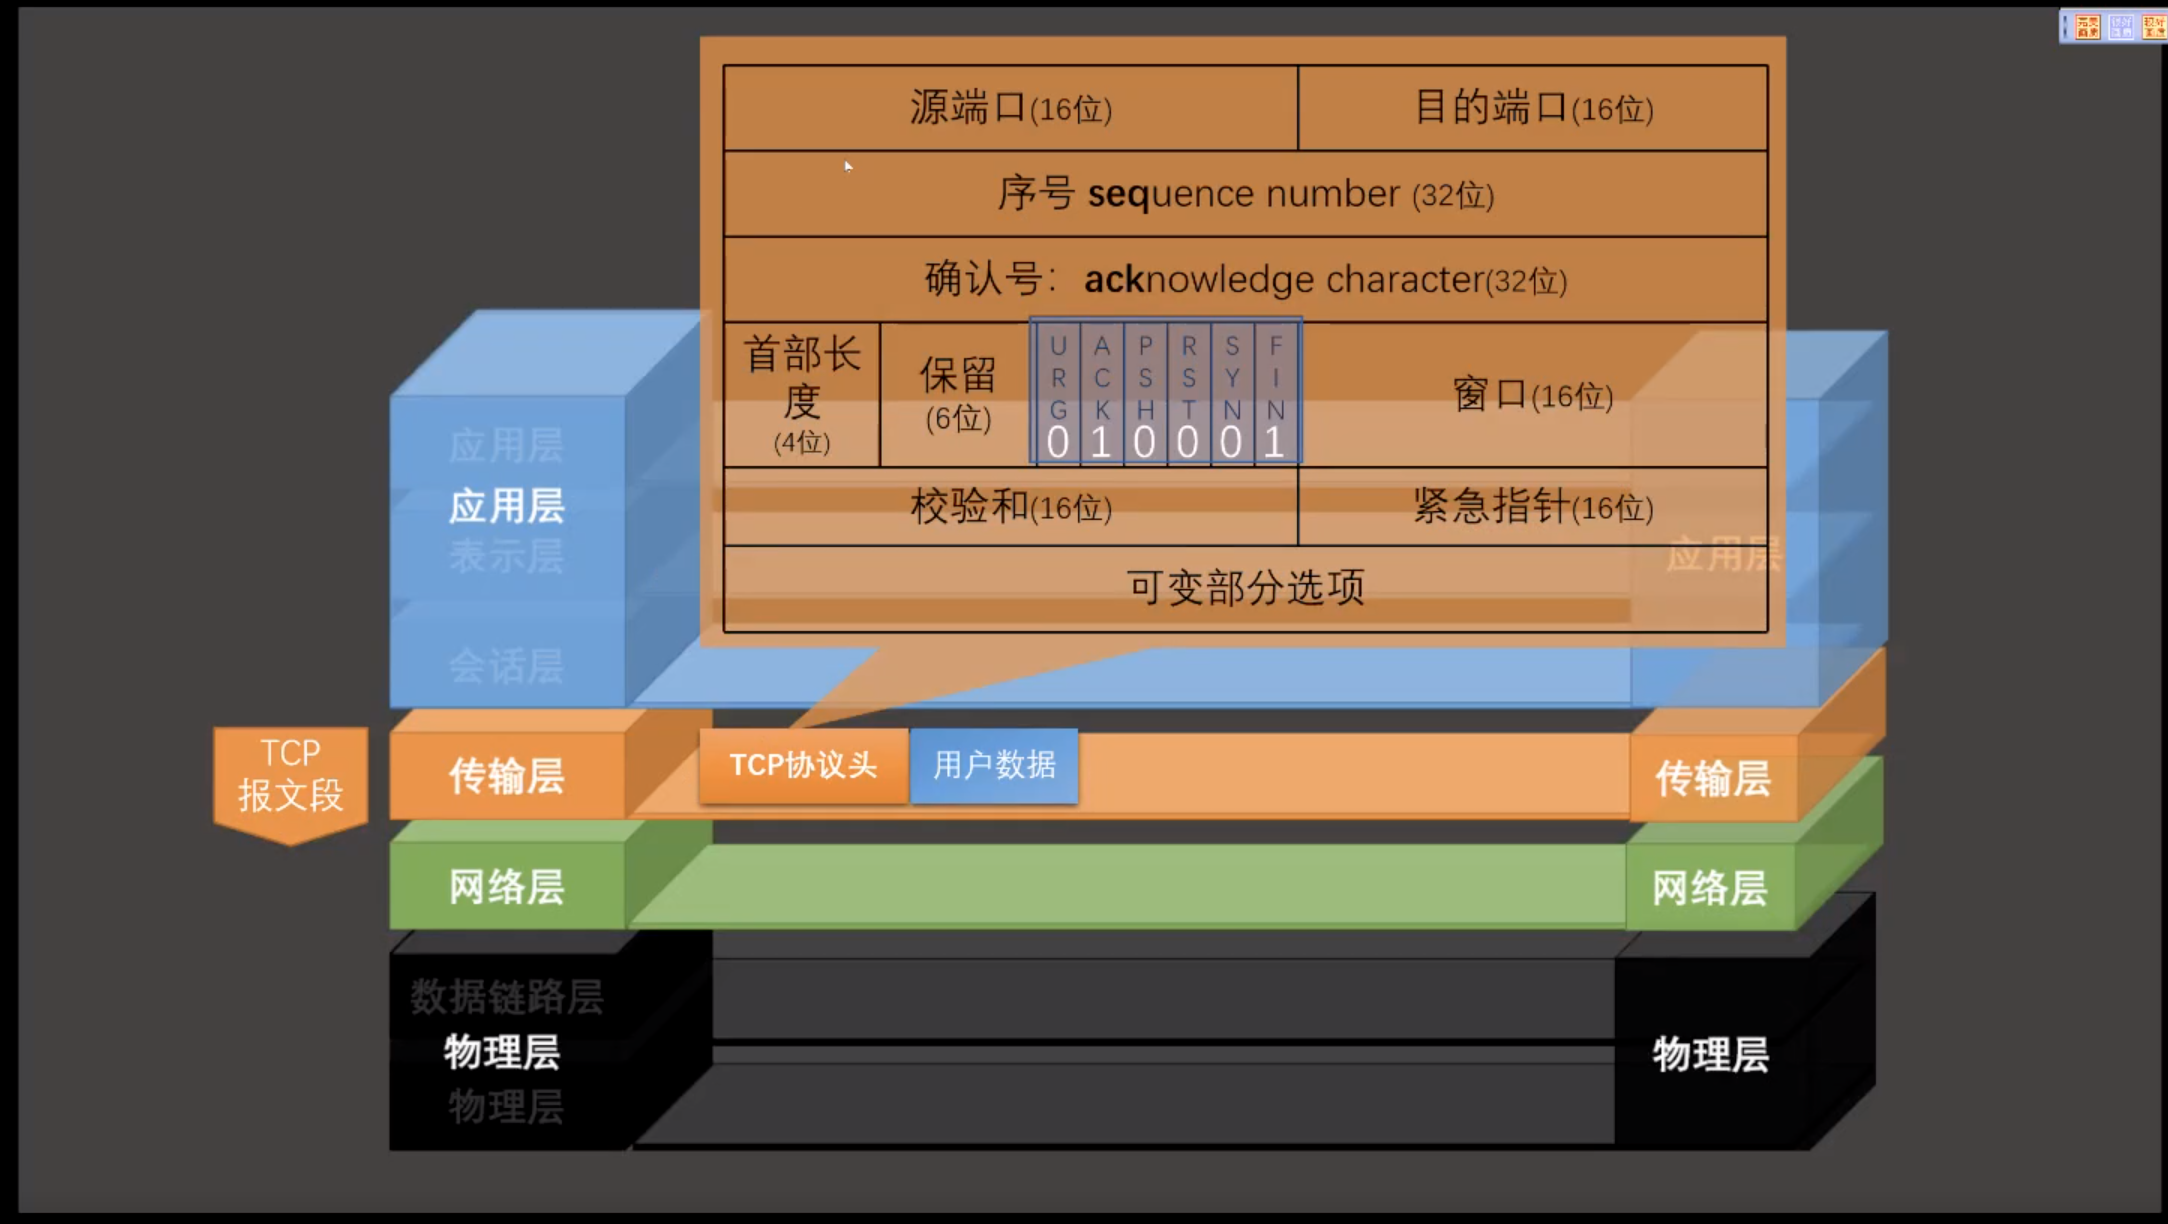 源端口(16位) 目的端口(16位)
序号 sequence number (32位)
确认号：acknowledge character(32位)
首部长度(4位)
保留(6位)
URG ACK PSH RST SYN FIN
0 1 0 0 0 1
窗口(16位)
校验和(16位) 紧急指针(16位)
可变部分选项
应用层
应用层
表示层
会话层
应用层
TCP
报文段
传输层
TCP协议头
用户数据
传输层
网络层
网络层
数据链路层
物理层
物理层
物理层